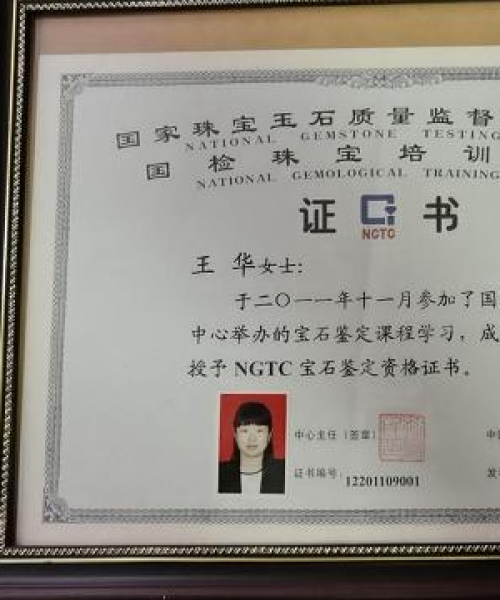 国家珠宝玉石质量监督
NATIONAL GEMSTONE TESTING
国检珠宝培训
NATIONAL GEMOLOGICAL TRAINING
证 书
NGTC
王 华女士：
于二〇一一年十一月参加了国
中心举办的宝石鉴定课程学习，成
授予 NGTC 宝石鉴定资格证书。
中心主任（签章）
证书编号：12201109001
发